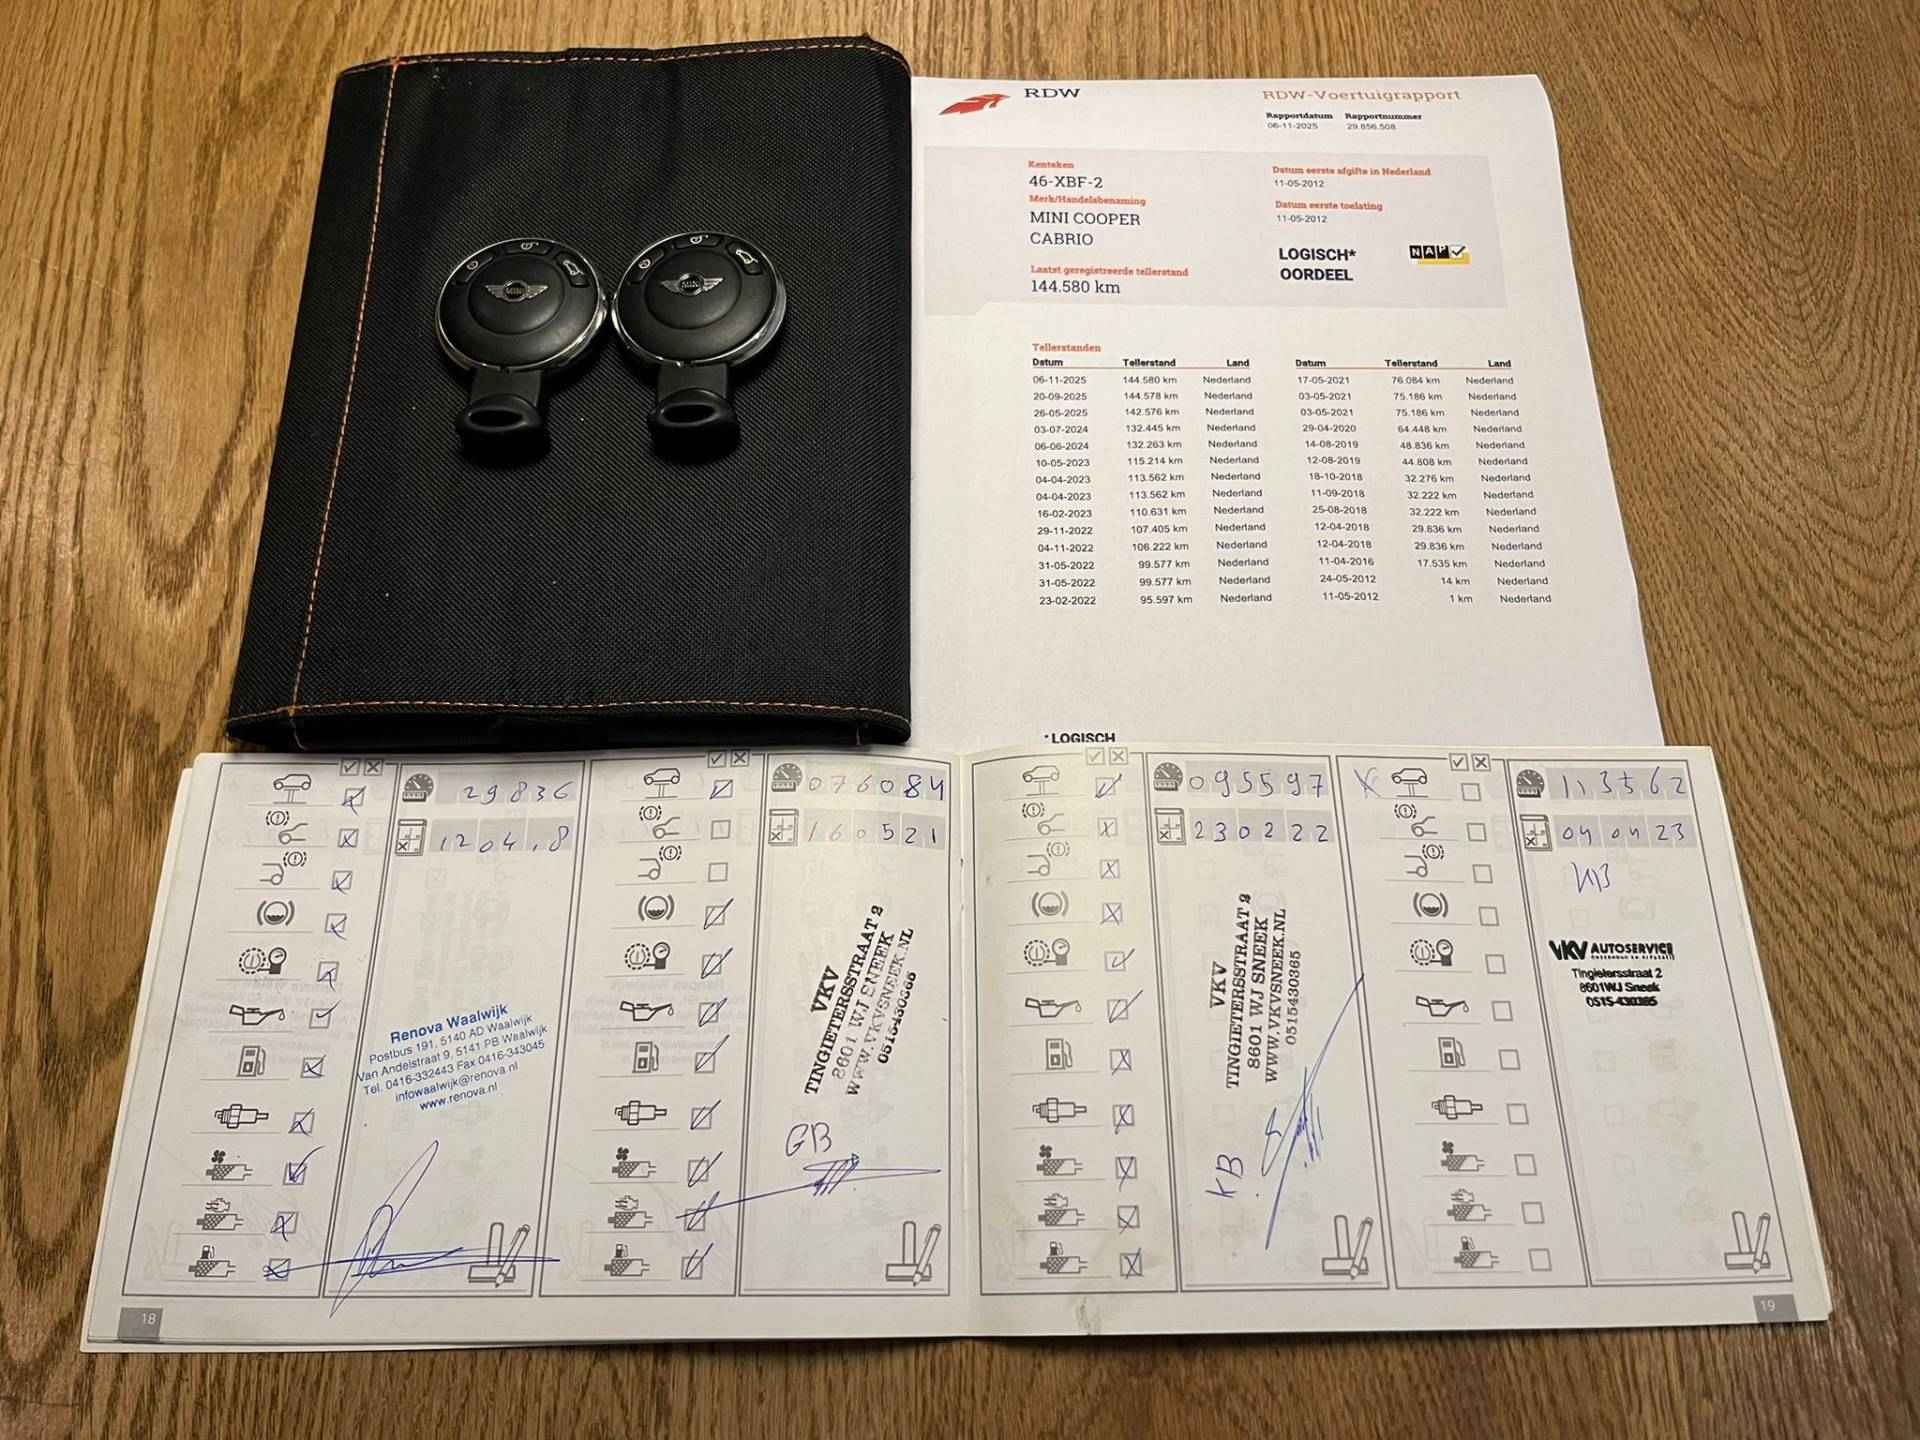 MINI
MINI
RDW
RDW-Voertuigrapport
Rapportdatum Rapportnummer
06-11-2025 29.856.508
Kenteken
46-XBF-2
Merk/Handelsbenaming
MINI COOPER
CABRIO
Laatst geregistreerde tellerstand
144.580 km
Datum eerste afgifte in Nederland
11-05-2012
Datum eerste toelating
11-05-2012
LOGISCH*
OORDEEL
NAP
Tellerstanden
Datum Tellerstand Land Datum Tellerstand Land
06-11-2025 144.580 km Nederland 17-05-2021 76.084 km Nederland
20-09-2025 144.578 km Nederland 03-05-2021 75.186 km Nederland
26-05-2025 142.576 km Nederland 03-05-2021 75.186 km Nederland
03-07-2024 132.445 km Nederland 29-04-2020 64.448 km Nederland
06-06-2024 132.263 km Nederland 14-08-2019 48.836 km Nederland
10-05-2023 115.214 km Nederland 12-08-2019 44.808 km Nederland
04-04-2023 113.562 km Nederland 18-10-2018 32.276 km Nederland
04-04-2023 113.562 km Nederland 11-09-2018 32.222 km Nederland
16-02-2023 110.631 km Nederland 25-08-2018 32.222 km Nederland
29-11-2022 107.405 km Nederland 12-04-2018 29.836 km Nederland
04-11-2022 106.222 km Nederland 12-04-2018 29.836 km Nederland
31-05-2022 99.577 km Nederland 11-04-2016 17.535 km Nederland
31-05-2022 99.577 km Nederland 24-05-2012 14 km Nederland
23-02-2022 95.597 km Nederland 11-05-2012 1 km Nederland
*LOGISCH
29836
Renova Waalwijk
Postbus 191, 5140 AD Waalwijk
Van Andelstraat 9, 5141 PB Waalwijk
Tel. 0416-332443 Fax 0416-343045
infowaalwijk@renova.nl
www.renova.nl
18
076084
160521
VKV
TINGIETERSSTRAAT 2
8601 WJ SNEEK
WWW.VKVSNEEK.NL
0515430365
GB
095597
230222
VKV
TINGIETERSSTRAAT 2
8601 WJ SNEEK
WWW.VKVSNEEK.NL
0515430365
KB
113562
040423
KB
VKV AUTOSERVICE
Tingietersstraat 2
8601WJ Sneek
0515-430365
19